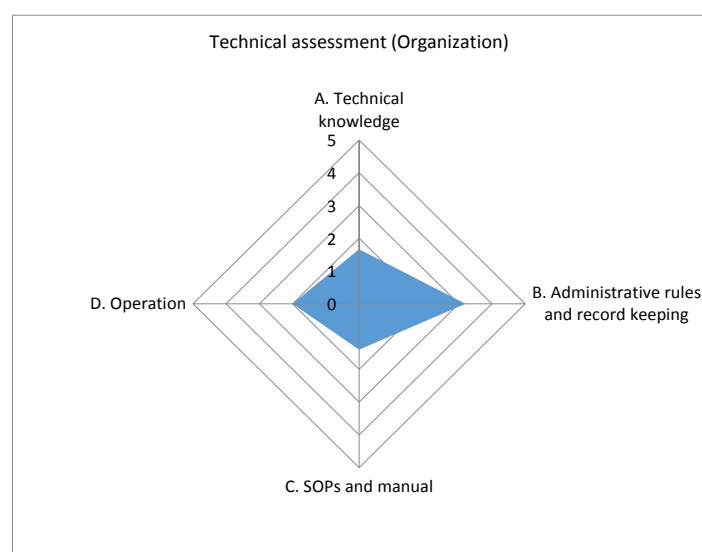 Technical assessment (Organization)
A. Technical
knowledge
5
4
3
2
1
0
D. Operation
B. Administrative rules
and record keeping
C. SOPs and manual